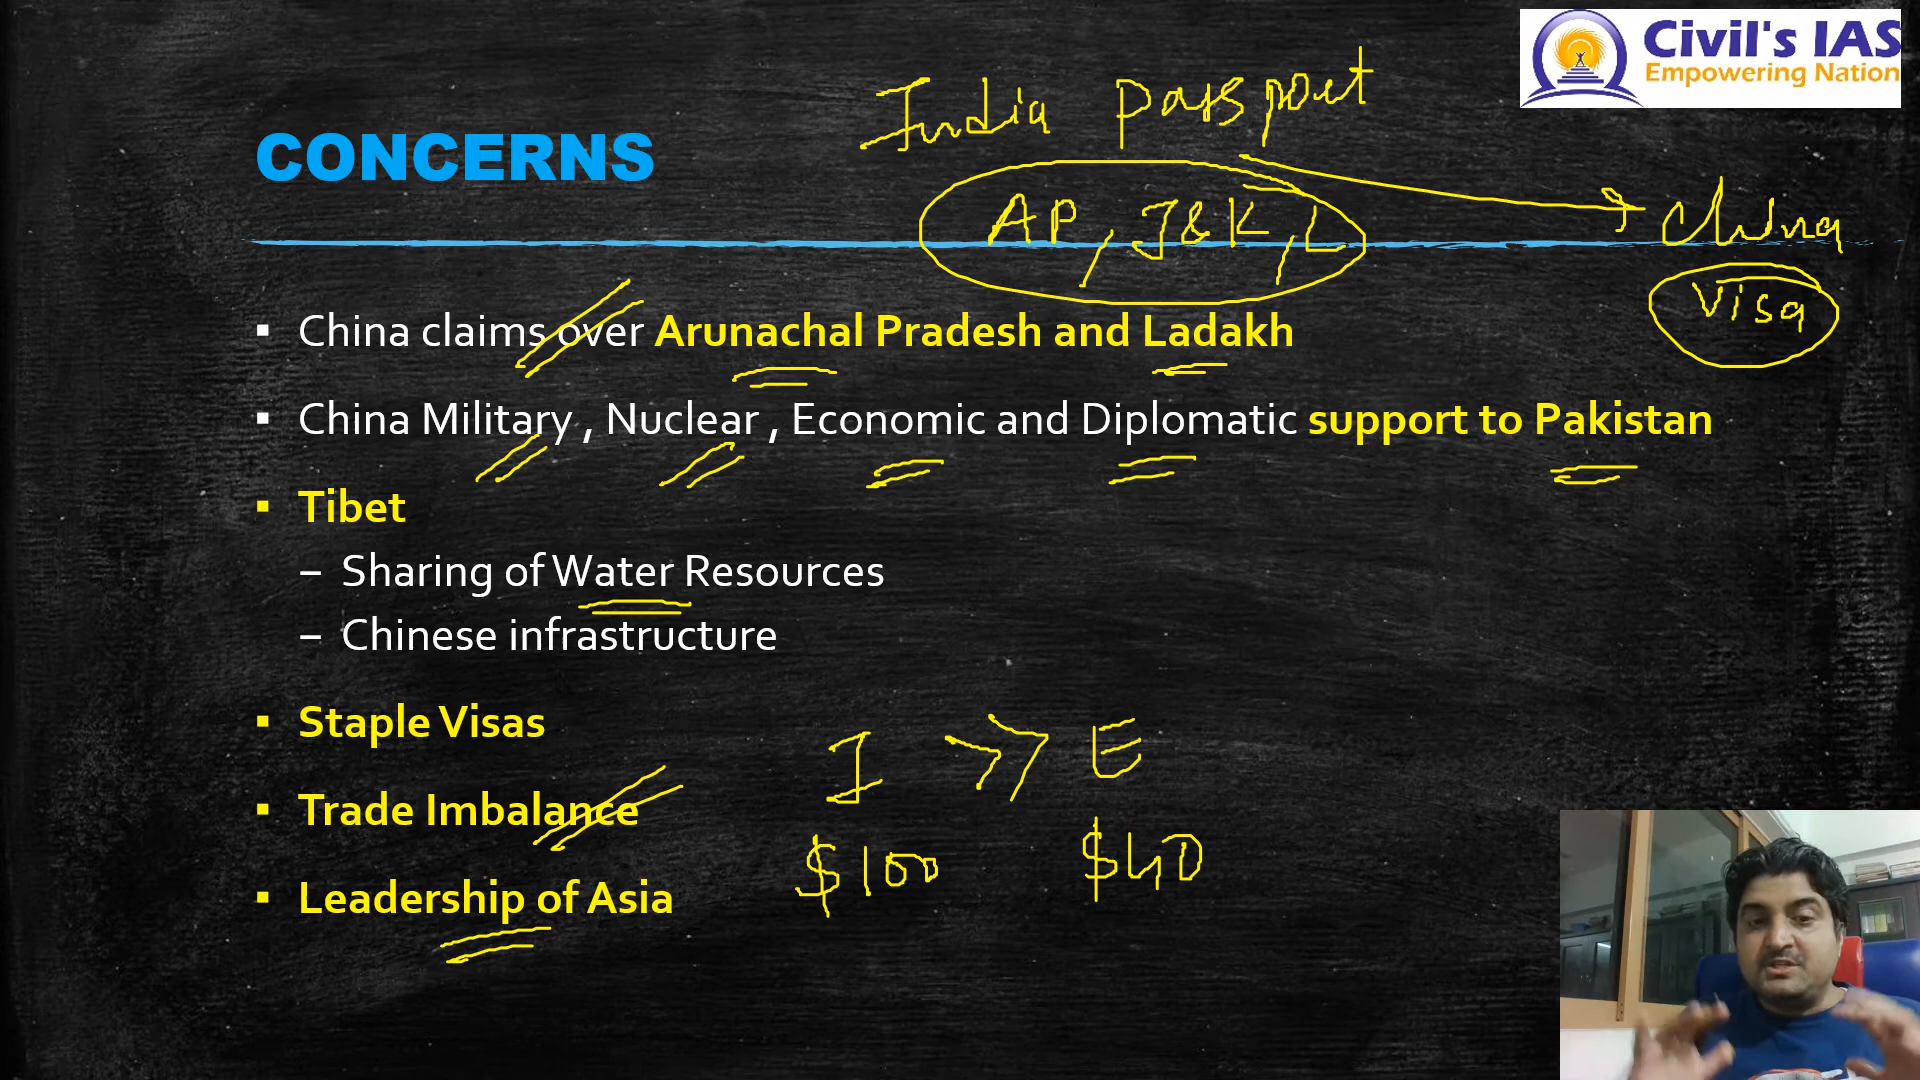 Civil's IAS
Empowering Nation
India Passport
CONCERNS
AP, J&K, L
China
Visa
▪ China claims over Arunachal Pradesh and Ladakh
▪ China Military , Nuclear , Economic and Diplomatic support to Pakistan
▪ Tibet
– Sharing of Water Resources
– Chinese infrastructure
▪ Staple Visas
I >> E
▪ Trade Imbalance
$100 $40
▪ Leadership of Asia